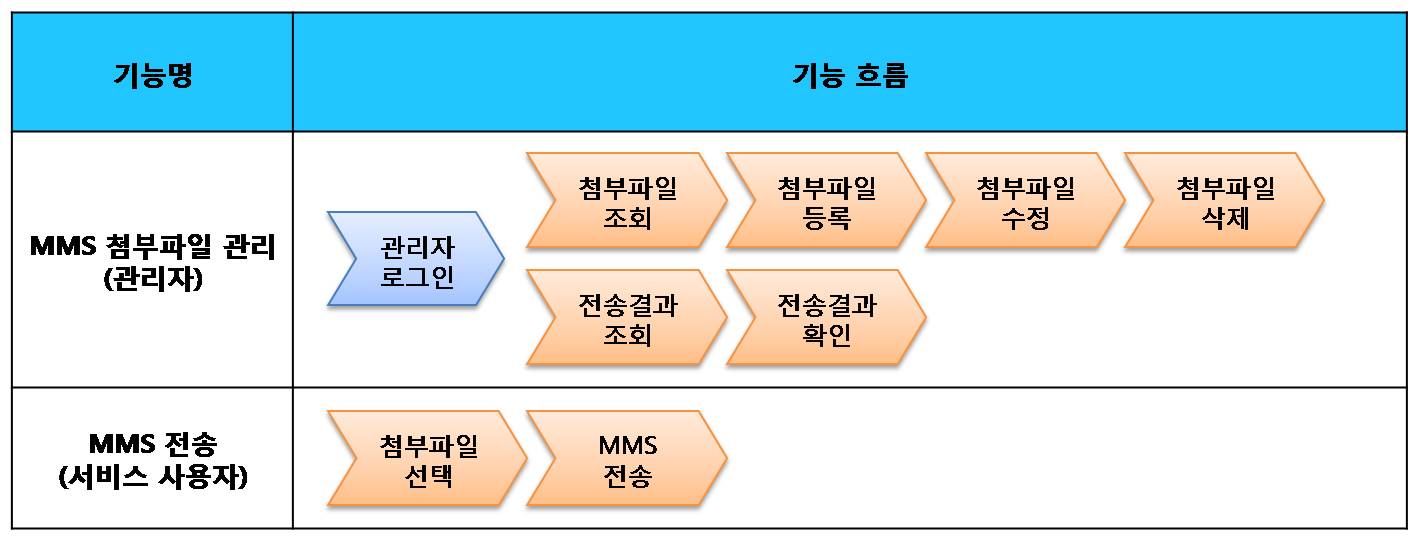 기능명
기능 흐름
MMS 첨부파일 관리
(관리자)
관리자
로그인
첨부파일
조회
첨부파일
등록
첨부파일
수정
첨부파일
삭제
전송결과
조회
전송결과
확인
MMS 전송
(서비스 사용자)
첨부파일
선택
MMS
전송